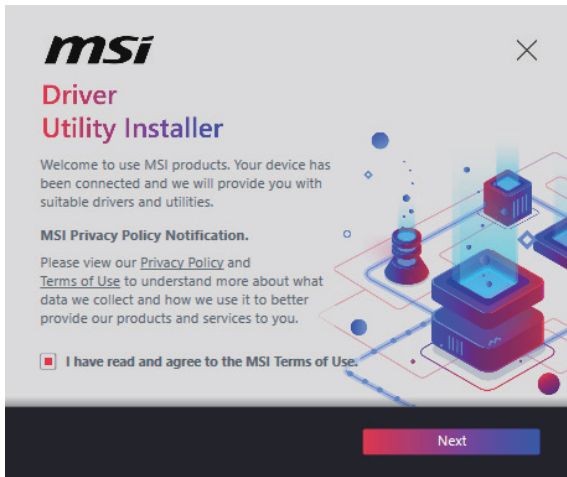 msi
Driver
Utility Installer
Welcome to use MSI products. Your device has
been connected and we will provide you with
suitable drivers and utilities.
MSI Privacy Policy Notification.
Please view our Privacy Policy and
Terms of Use to understand more about what
data we collect and how we use it to better
provide our products and services to you.
I have read and agree to the MSI Terms of Use.
Next